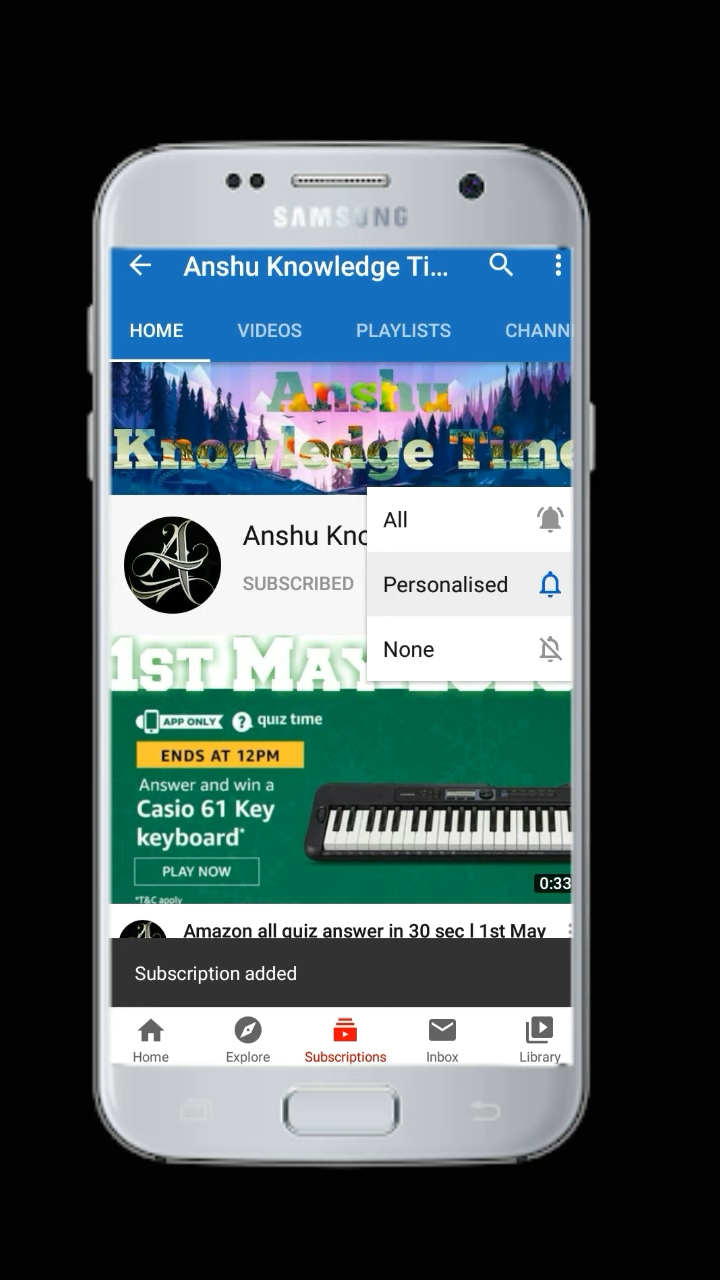 SAMSUNG
Anshu Knowledge Ti...
HOME VIDEOS PLAYLISTS CHANN
Anshu
Knowledge Time
Anshu Kno
SUBSCRIBED
All
Personalised
None
1ST MAY
APP ONLY ? quiz time
ENDS AT 12PM
Answer and win a
Casio 61 Key
keyboard*
PLAY NOW
*T&C apply
0:33
Amazon all quiz answer in 30 sec | 1st May
Subscription added
Home Explore Subscriptions Inbox Library